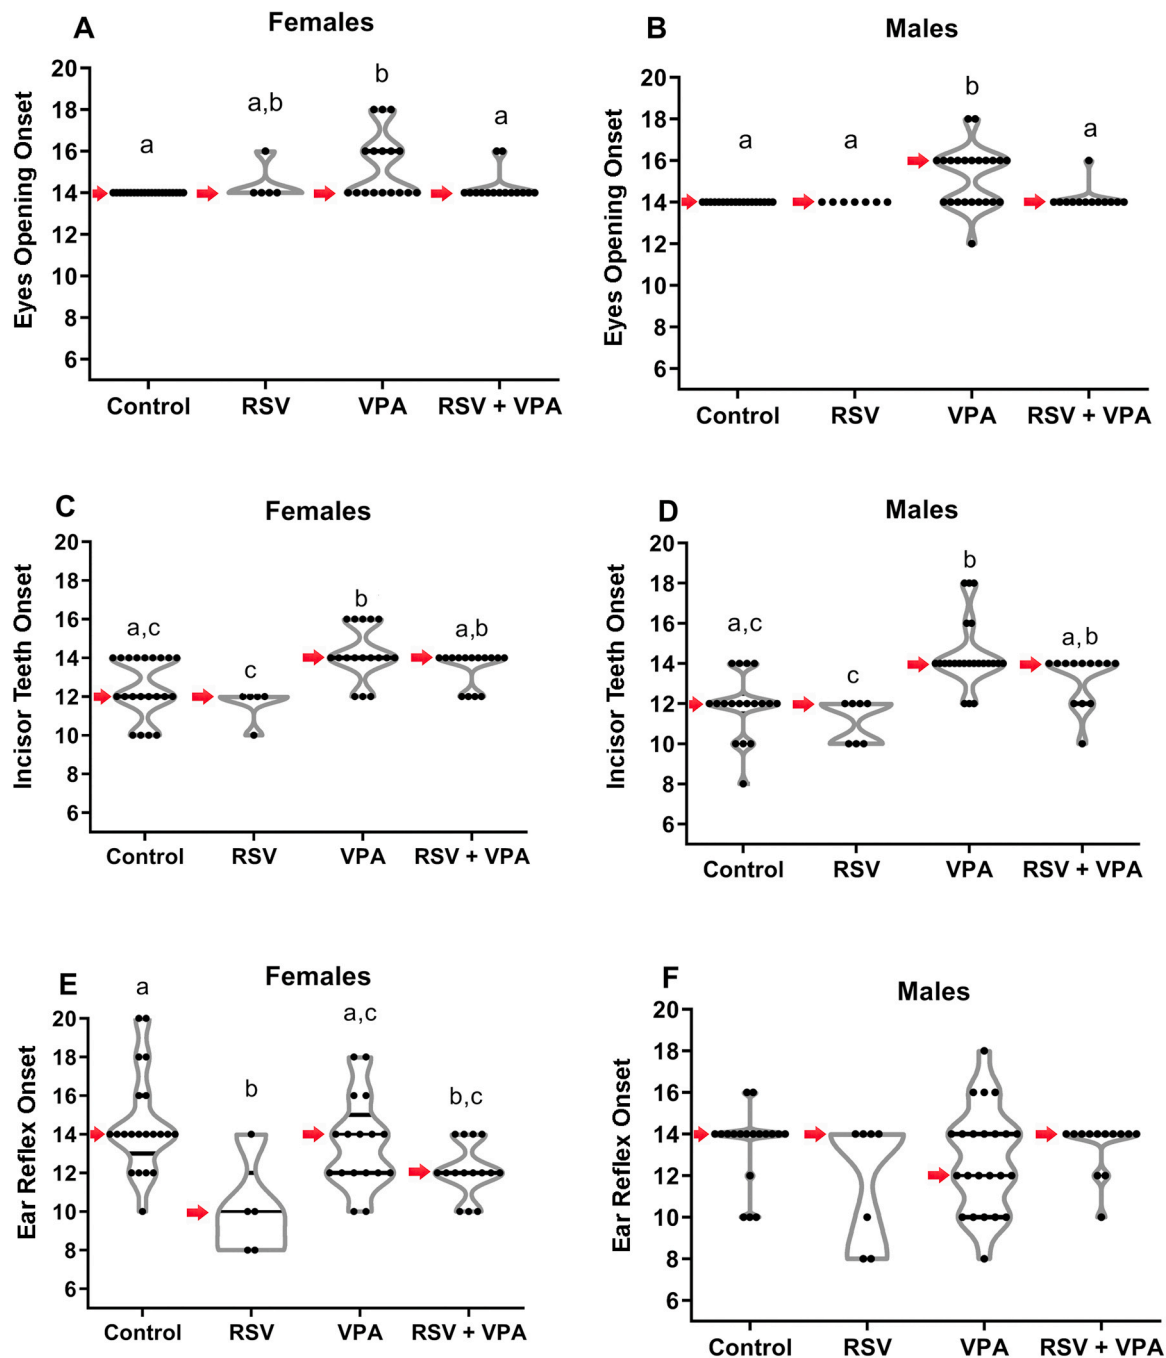 A
Females
B
Males
Eyes Opening Onset
20
18
16
14
12
10
8
6
a
a,b
b
a
Control
RSV
VPA
RSV + VPA
Eyes Opening Onset
20
18
16
14
12
10
8
6
a
a
b
a
Control
RSV
VPA
RSV + VPA
C
Females
D
Males
Incisor Teeth Onset
20
18
16
14
12
10
8
6
a,c
c
b
a,b
Control
RSV
VPA
RSV + VPA
Incisor Teeth Onset
20
18
16
14
12
10
8
6
a,c
c
b
a,b
Control
RSV
VPA
RSV + VPA
E
Females
F
Males
Ear Reflex Onset
20
18
16
14
12
10
8
6
a
b
a,c
b,c
Control
RSV
VPA
RSV + VPA
Ear Reflex Onset
20
18
16
14
12
10
8
6
Control
RSV
VPA
RSV + VPA